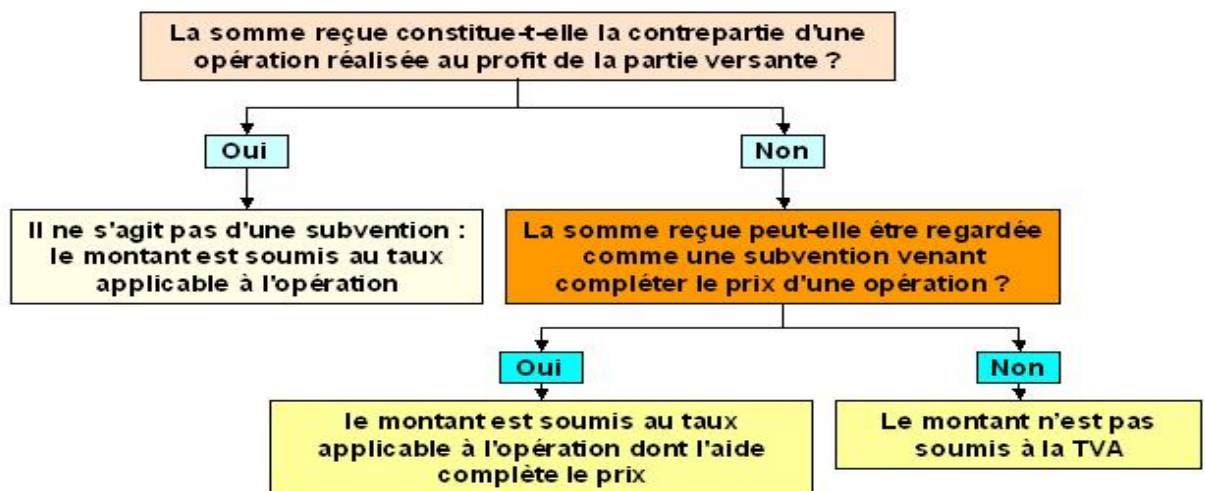 La somme reçue constitue-t-elle la contrepartie d'une
opération réalisée au profit de la partie versante ?
Oui
Non
Il ne s'agit pas d'une subvention :
le montant est soumis au taux
applicable à l'opération
La somme reçue peut-elle être regardée
comme une subvention venant
compléter le prix d'une opération ?
Oui
Non
le montant est soumis au taux
applicable à l'opération dont l'aide
complète le prix
Le montant n'est pas
soumis à la TVA